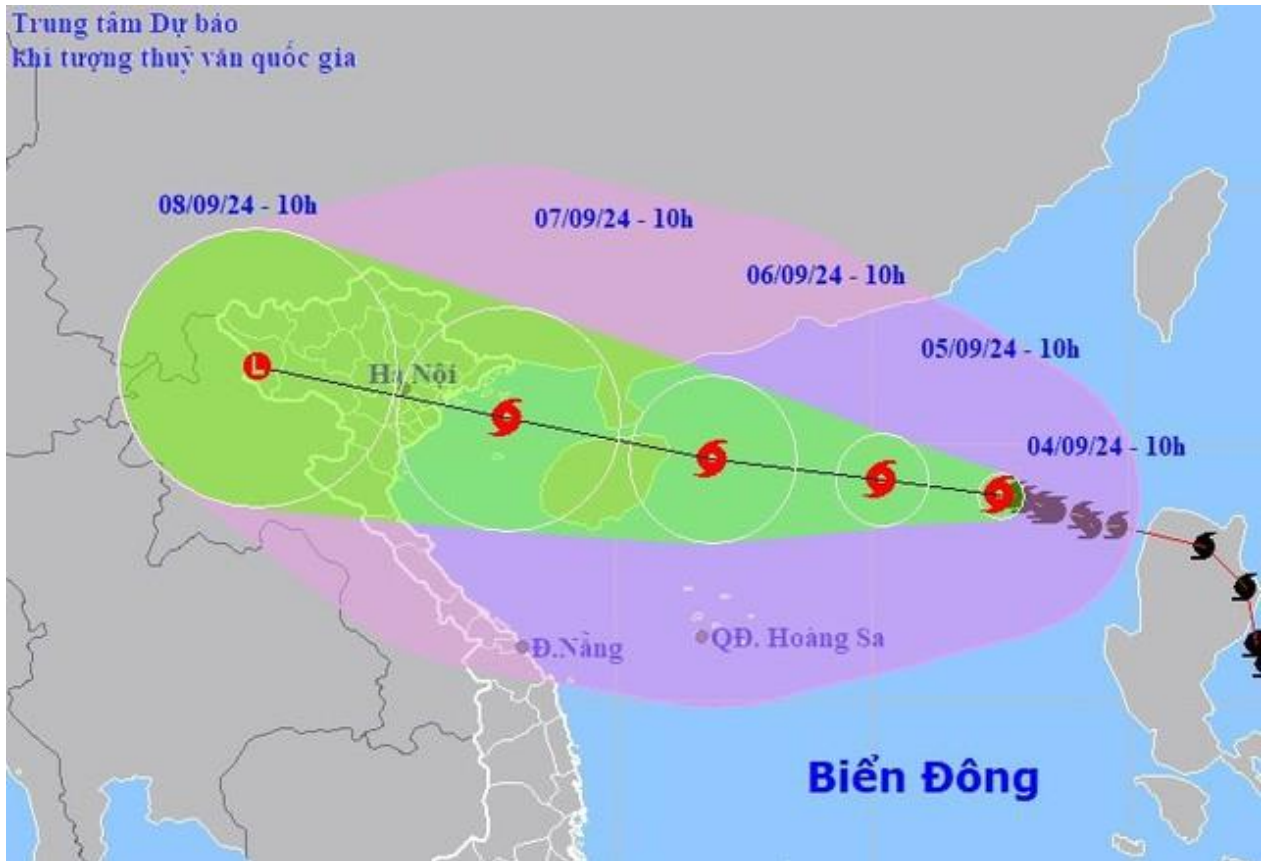 Trung tâm Dự báo
khí tượng thuỷ văn quốc gia
08/09/24 - 10h
07/09/24 - 10h
06/09/24 - 10h
05/09/24 - 10h
04/09/24 - 10h
L
Hà Nội
Đ.Nẵng
QĐ. Hoàng Sa
Biển Đông